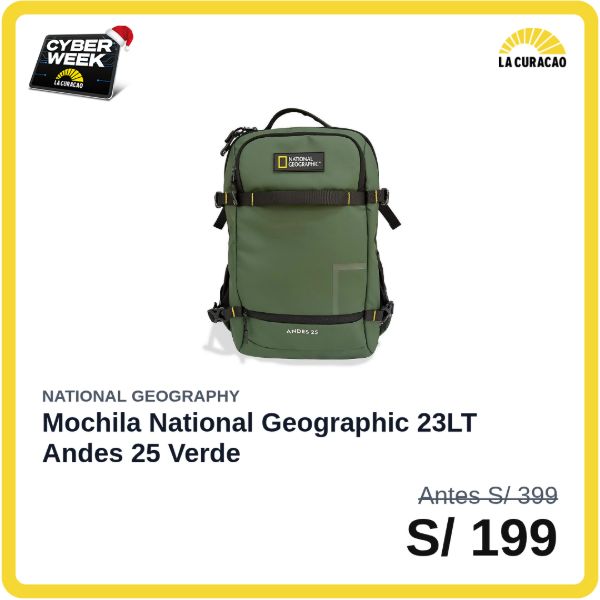 CYBER
WEEK
LA CURACAO
LA CURACAO
NATIONAL
GEOGRAPHIC
ANDES 25
NATIONAL GEOGRAPHY
Mochila National Geographic 23LT
Andes 25 Verde
Antes S/ 399
S/ 199